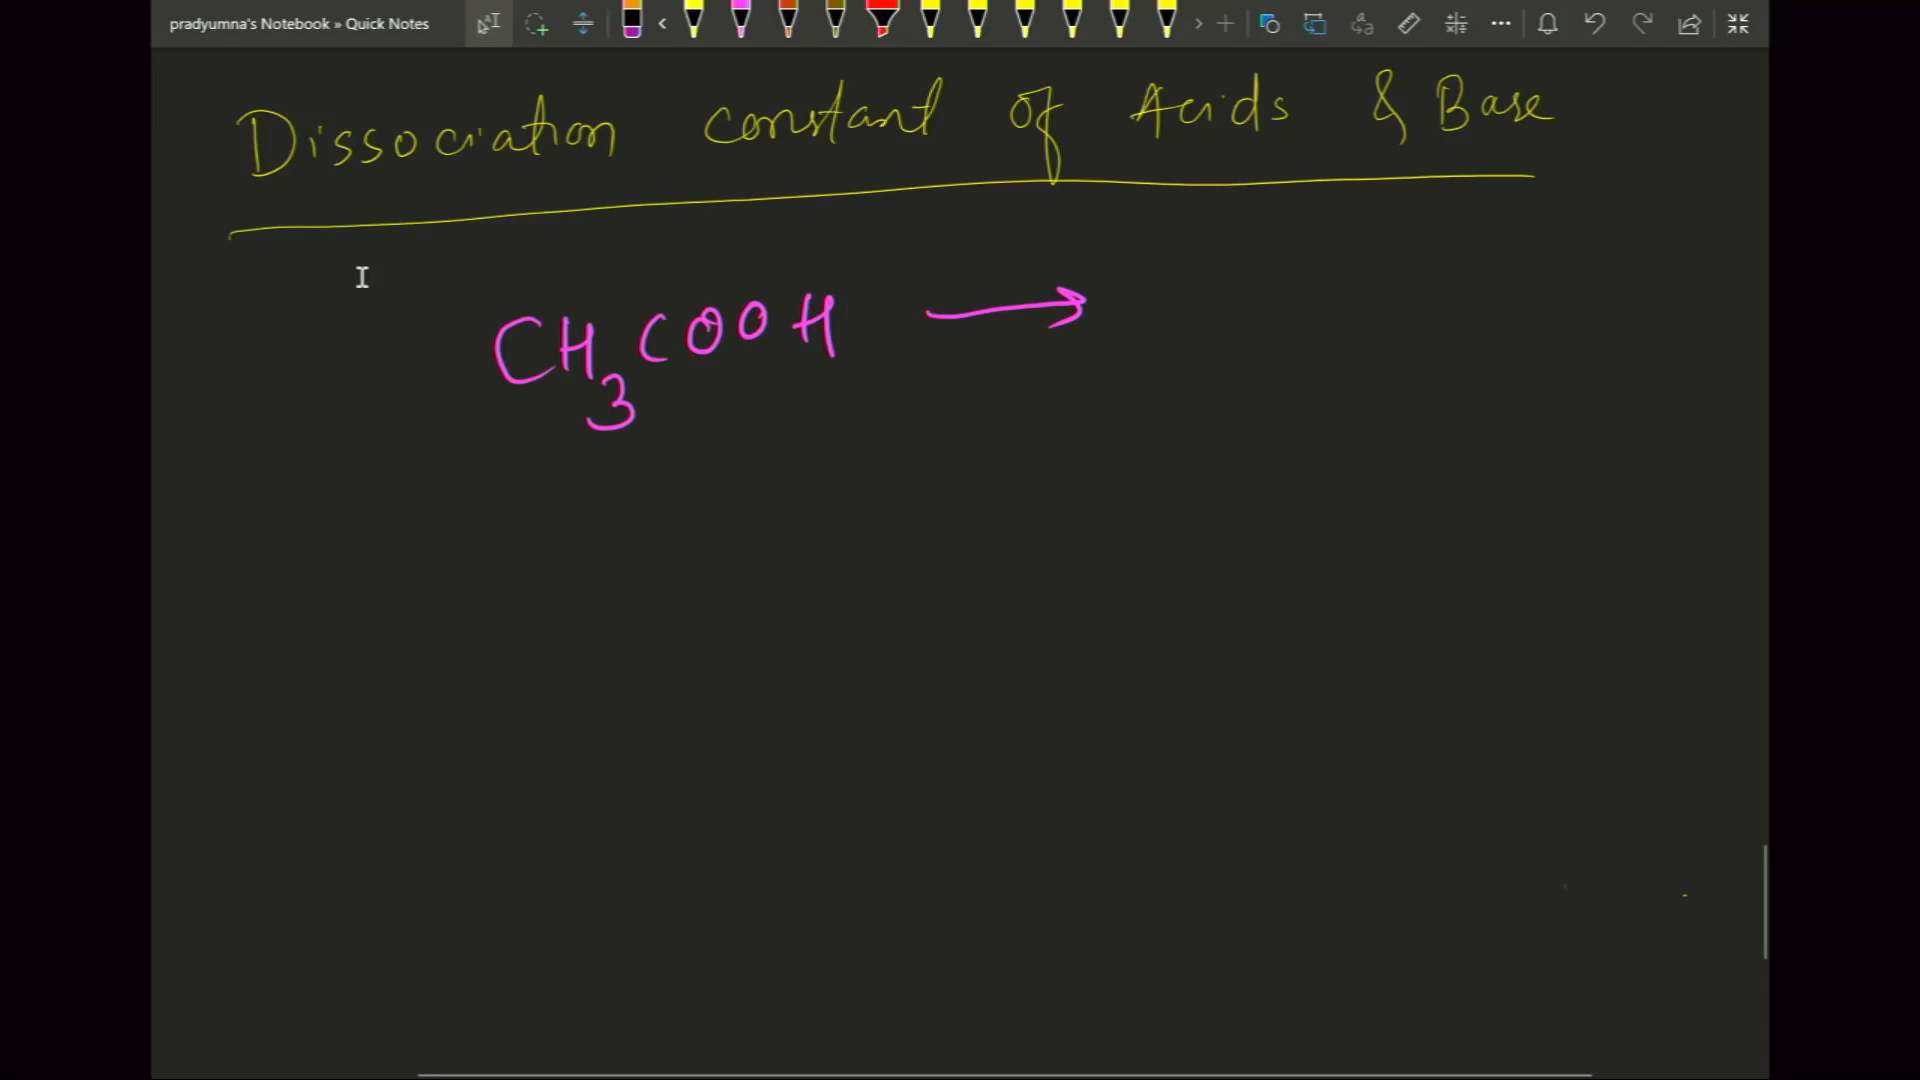 pradyumna's Notebook » Quick Notes
Dissociation constant of Acids & Base
CH₃COOH →